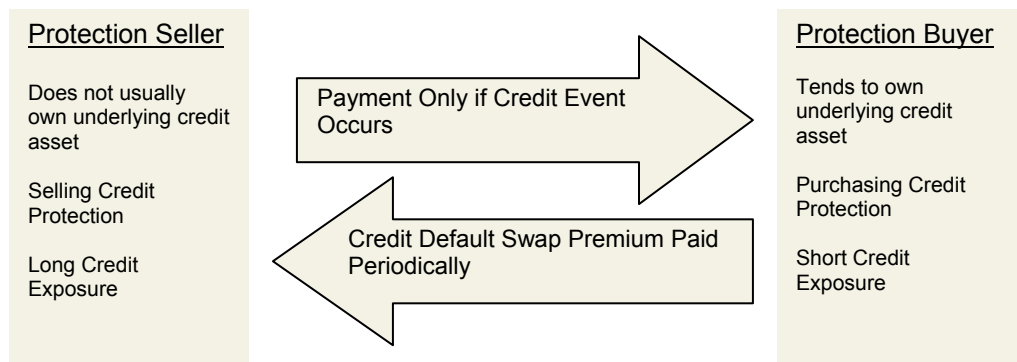 Protection Seller
Does not usually
own underlying credit
asset
Selling Credit
Protection
Long Credit
Exposure
Payment Only if Credit Event
Occurs
Credit Default Swap Premium Paid
Periodically
Protection Buyer
Tends to own
underlying credit
asset
Purchasing Credit
Protection
Short Credit
Exposure